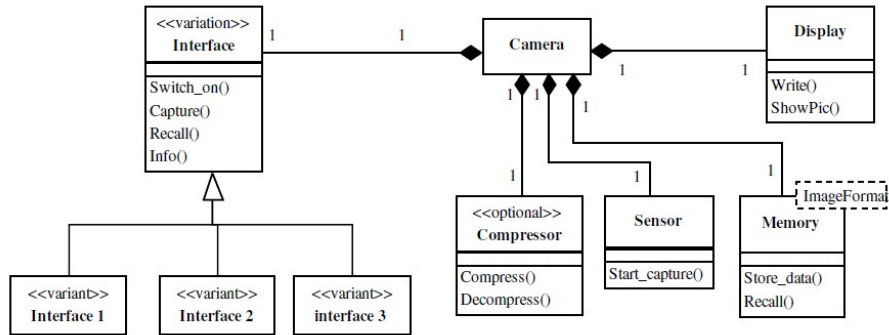 <<variation>>
Interface
Switch_on()
Capture()
Recall()
Info()
1
1
Camera
1
1
Display
Write()
ShowPic()
1
1
1
1
1
1
<<optional>>
Compressor
Compress()
Decompress()
Sensor
Start_capture()
ImageFormat
Memory
Store_data()
Recall()
<<variant>>
Interface 1
<<variant>>
Interface 2
<<variant>>
interface 3